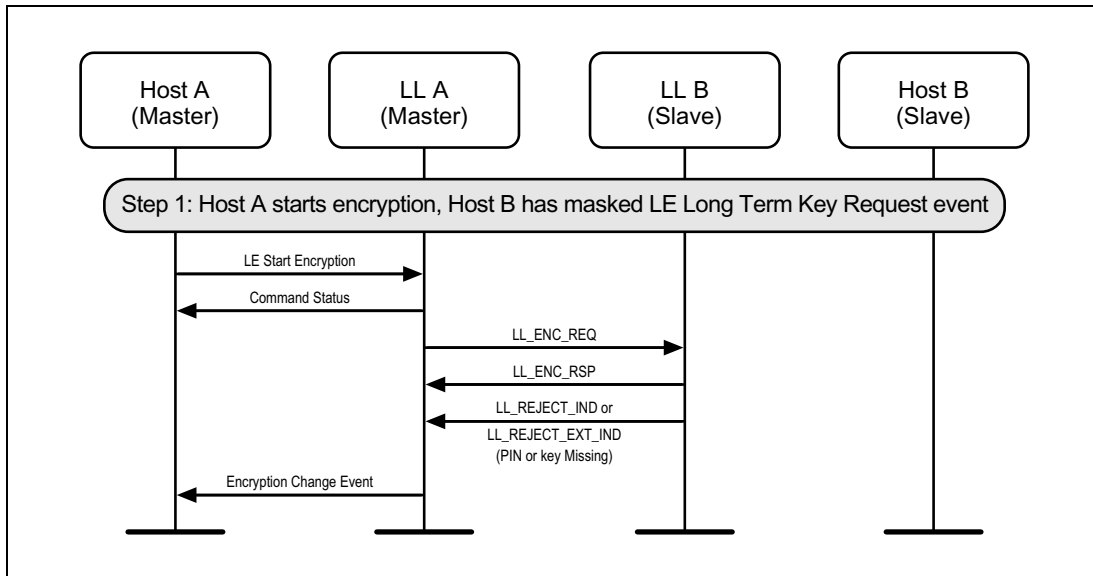 Host A
(Master)
LL A
(Master)
LL B
(Slave)
Host B
(Slave)
Step 1: Host A starts encryption, Host B has masked LE Long Term Key Request event
LE Start Encryption
Command Status
LL_ENC_REQ
LL_ENC_RSP
LL_REJECT_IND or
LL_REJECT_EXT_IND
(PIN or key Missing)
Encryption Change Event